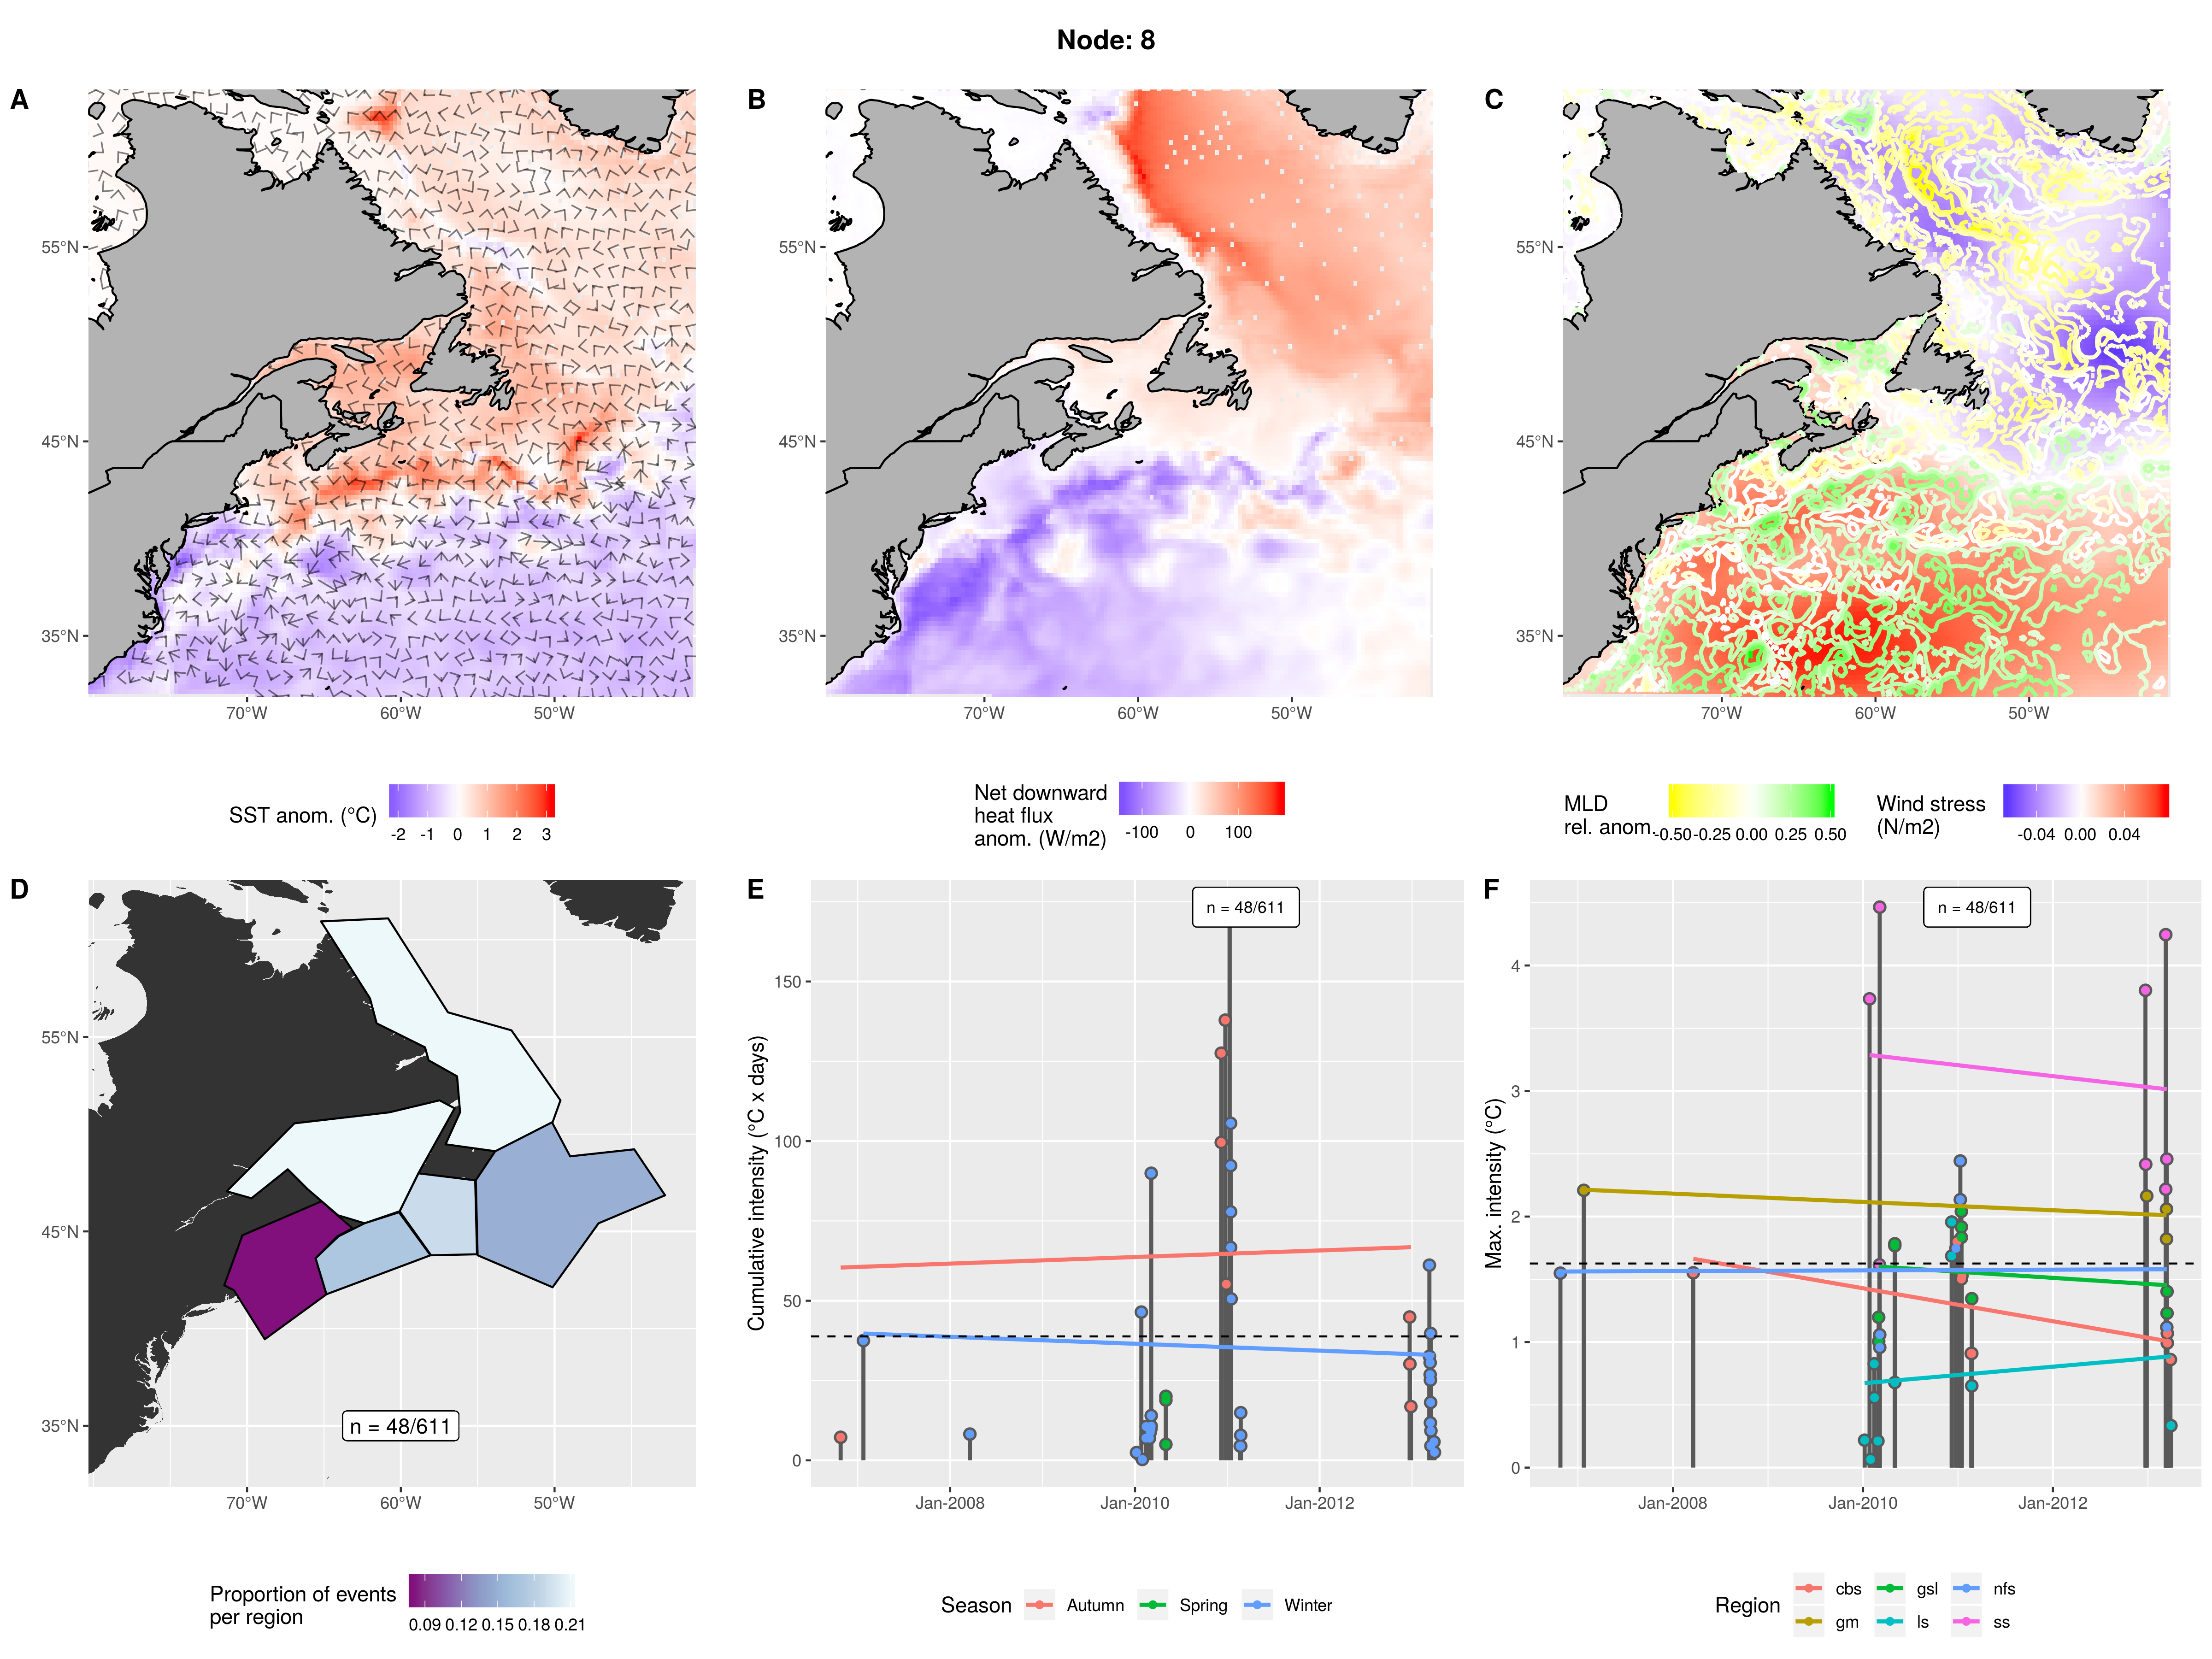 Node: 8
A
B
C
55°N
45°N
35°N
70°W
60°W
50°W
55°N
45°N
35°N
70°W
60°W
50°W
55°N
45°N
35°N
70°W
60°W
50°W
SST anom. (°C)
-2 -1 0 1 2 3
Net downward
heat flux
anom. (W/m2)
-100 0 100
MLD
rel. anom.
-0.50 -0.25 0.00 0.25 0.50
Wind stress
(N/m2)
-0.04 0.00 0.04
D
E
F
55°N
45°N
35°N
n = 48/611
70°W
60°W
50°W
Proportion of events
per region
0.09 0.12 0.15 0.18 0.21
Cumulative intensity (°C x days)
150
100
50
0
n = 48/611
Jan-2008
Jan-2010
Jan-2012
Season
Autumn
Spring
Winter
Max. intensity (°C)
4
3
2
1
0
n = 48/611
Jan-2008
Jan-2010
Jan-2012
Region
cbs
gsl
nfs
gm
ls
ss